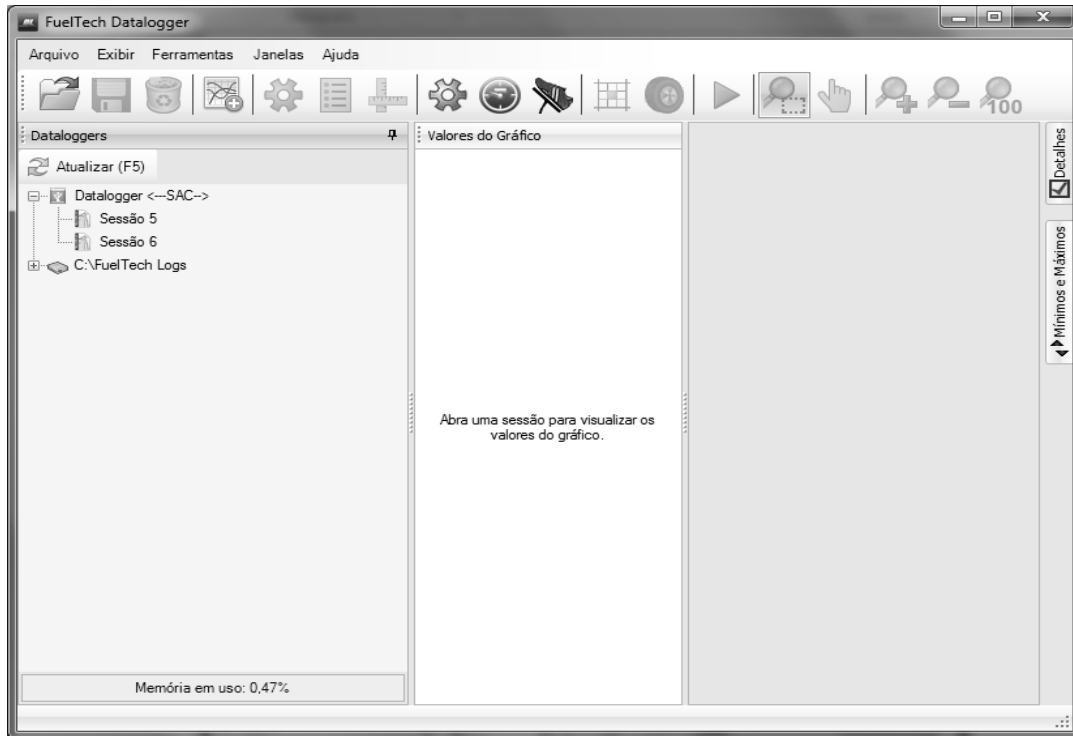 FuelTech Datalogger
Arquivo Exibir Ferramentas Janelas Ajuda
100
Dataloggers
Atualizar (F5)
Datalogger <---SAC-->
Sessão 5
Sessão 6
C:\FuelTech Logs
Memória em uso: 0,47%
Valores do Gráfico
Abra uma sessão para visualizar os
valores do gráfico.
Detalhes
Mínimos e Máximos